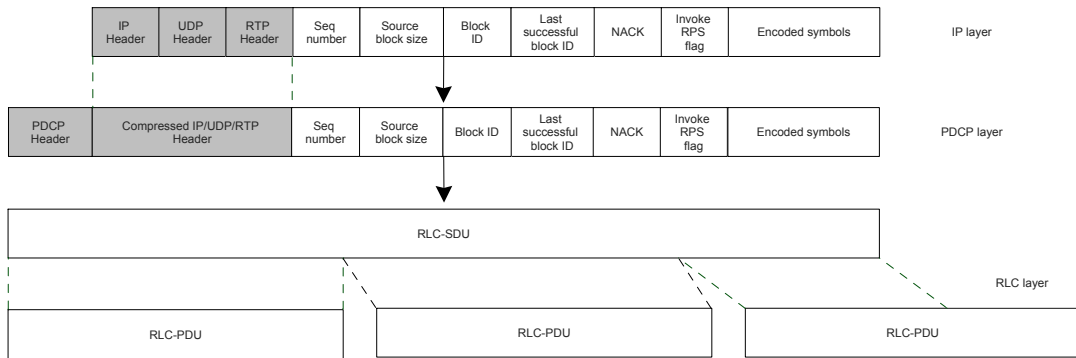 IP
Header
UDP
Header
RTP
Header
Seq
number
Source
block size
Block
ID
Last
successful
block ID
NACK
Invoke
RPS
flag
Encoded symbols
IP layer
PDCP
Header
Compressed IP/UDP/RTP
Header
Seq
number
Source
block size
Block ID
Last
successful
block ID
NACK
Invoke
RPS
flag
Encoded symbols
PDCP layer
RLC-SDU
RLC layer
RLC-PDU
RLC-PDU
RLC-PDU